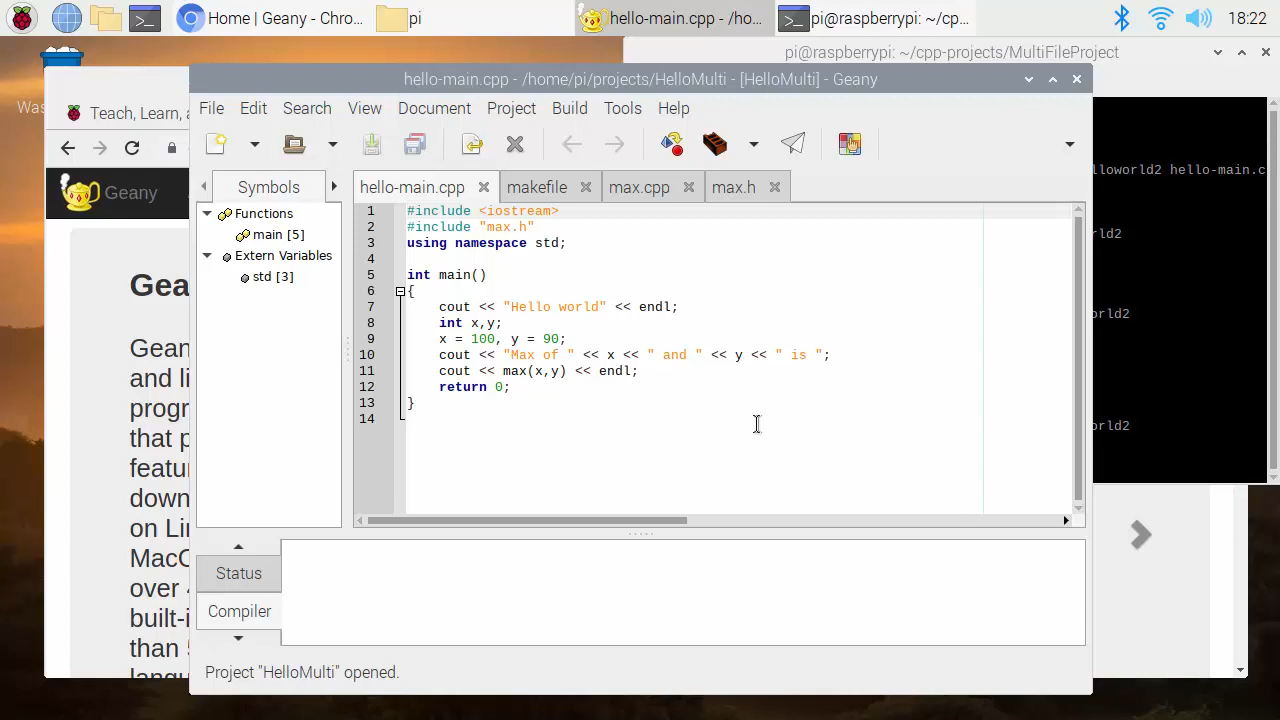 Home | Geany - Chro...
pi
hello-main.cpp - /ho...
pi@raspberrypi: ~/cp...
18:22
pi@raspberrypi: ~/cpp-projects/MultiFileProject
hello-main.cpp - /home/pi/projects/HelloMulti - [HelloMulti] - Geany
Was
Teach, Learn, a
File Edit Search View Document Project Build Tools Help
lloworld2 hello-main.c
Geany
Symbols
hello-main.cpp
makefile
max.cpp
max.h
Functions
main [5]
Extern Variables
std [3]
1 #include <iostream>
2 #include "max.h"
3 using namespace std;
4
5 int main()
6 {
7 cout << "Hello world" << endl;
8 int x,y;
9 x = 100, y = 90;
10 cout << "Max of " << x << " and " << y << " is ";
11 cout << max(x,y) << endl;
12 return 0;
13 }
14
rld2
orld2
orld2
Gea
Gean
and li
progr
that p
featur
down
on Li
MacO
over 4
built-i
than 5
langu
Status
Compiler
Project "HelloMulti" opened.